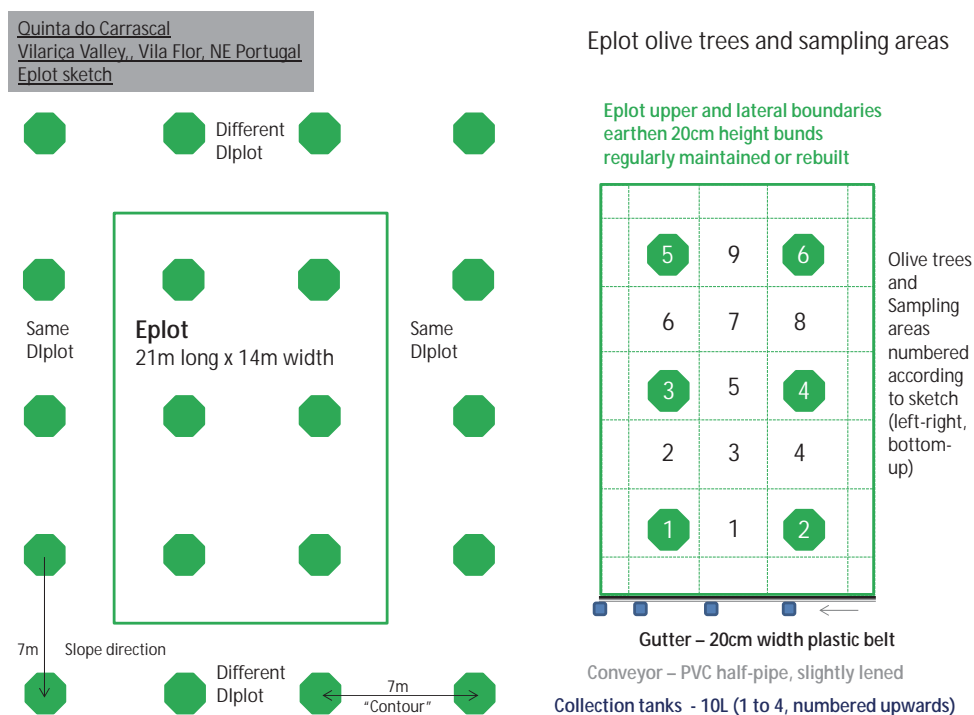 Quinta do Carrascal
Vilariça Valley,, Vila Flor, NE Portugal
Eplot sketch
Different
DIplot
Same
DIplot
Eplot
21m long x 14m width
Same
DIplot
7m
Slope direction
Different
DIplot
7m
"Contour"
Eplot olive trees and sampling areas
Eplot upper and lateral boundaries
earthen 20cm height bunds
regularly maintained or rebuilt
5 9 6
6 7 8
3 5 4
2 3 4
1 1 2
Olive trees
and
Sampling
areas
numbered
according
to sketch
(left-right,
bottom-
up)
Gutter – 20cm width plastic belt
Conveyor – PVC half-pipe, slightly lened
Collection tanks - 10L (1 to 4, numbered upwards)